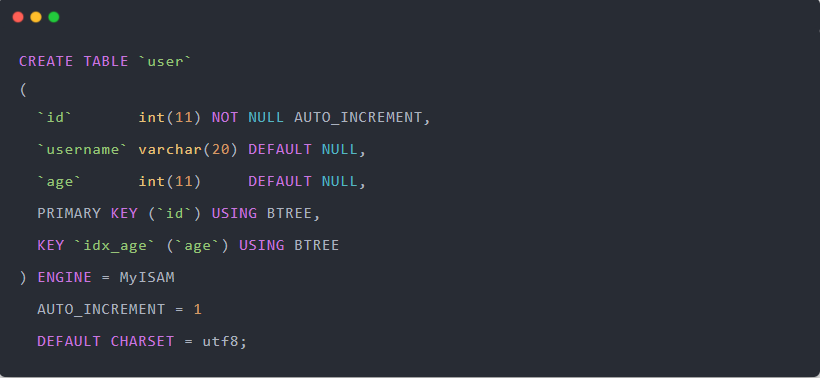 CREATE TABLE `user`
(
  `id`       int(11) NOT NULL AUTO_INCREMENT,
  `username` varchar(20) DEFAULT NULL,
  `age`      int(11)     DEFAULT NULL,
  PRIMARY KEY (`id`) USING BTREE,
  KEY `idx_age` (`age`) USING BTREE
) ENGINE = MyISAM
  AUTO_INCREMENT = 1
  DEFAULT CHARSET = utf8;